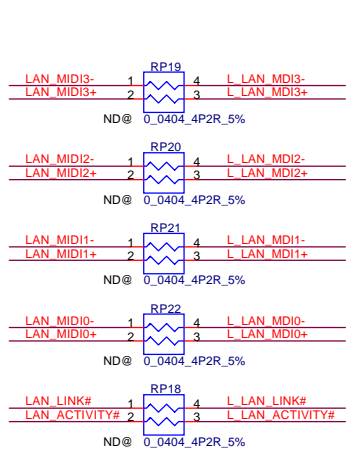 RP19
LAN_MIDI3- 1 4 L_LAN_MDI3-
LAN_MIDI3+ 2 3 L_LAN_MDI3+
ND@ 0_0404_4P2R_5%
RP20
LAN_MIDI2- 1 4 L_LAN_MDI2-
LAN_MIDI2+ 2 3 L_LAN_MDI2+
ND@ 0_0404_4P2R_5%
RP21
LAN_MIDI1- 1 4 L_LAN_MDI1-
LAN_MIDI1+ 2 3 L_LAN_MDI1+
ND@ 0_0404_4P2R_5%
RP22
LAN_MIDI0- 1 4 L_LAN_MDI0-
LAN_MIDI0+ 2 3 L_LAN_MDI0+
ND@ 0_0404_4P2R_5%
RP18
LAN_LINK# 1 4 L_LAN_LINK#
LAN_ACTIVITY# 2 3 L_LAN_ACTIVITY#
ND@ 0_0404_4P2R_5%